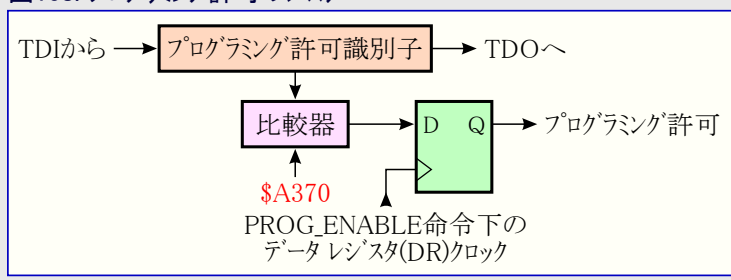 TDIから
プログラミング許可識別子
TDOへ
比較器
D
Q
プログラミング許可
$A370
PROG_ENABLE命令下の
データ レジスタ(DR)クロック